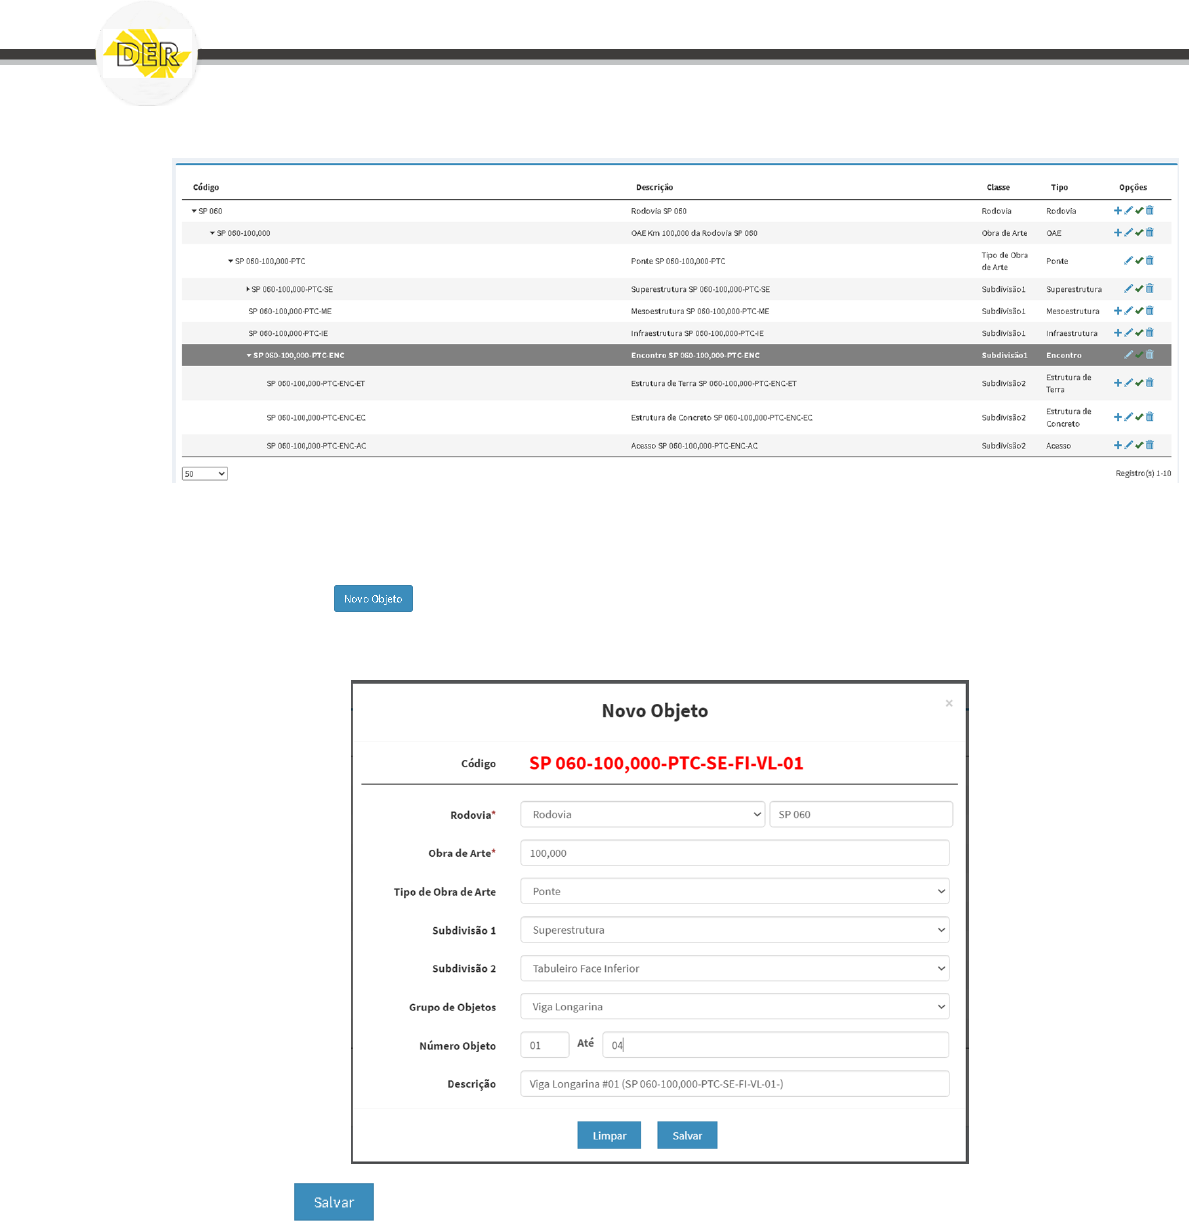 DER
Código Descrição Classe Tipo Opções
SP 060 Rodovia SP 060 Rodovia Rodovia
SP 060-100,000 OAE Km 100,000 da Rodovia SP 060 Obra de Arte OAE
SP 060-100,000-PTC Ponte SP 060-100,000-PTC Tipo de Obra de Arte Ponte
SP 060-100,000-PTC-SE Superestrutura SP 060-100,000-PTC-SE Subdivisão1 Superestrutura
SP 060-100,000-PTC-ME Mesoestrutura SP 060-100,000-PTC-ME Subdivisão1 Mesoestrutura
SP 060-100,000-PTC-IE Infraestrutura SP 060-100,000-PTC-IE Subdivisão1 Infraestrutura
SP 060-100,000-PTC-ENC Encontro SP 060-100,000-PTC-ENC Subdivisão1 Encontro
SP 060-100,000-PTC-ENC-ET Estrutura de Terra SP 060-100,000-PTC-ENC-ET Subdivisão2 Estrutura de Terra
SP 060-100,000-PTC-ENC-EC Estrutura de Concreto SP 060-100,000-PTC-ENC-EC Subdivisão2 Estrutura de Concreto
SP 060-100,000-PTC-ENC-AC Acesso SP 060-100,000-PTC-ENC-AC Subdivisão2 Acesso
50 Registro(s) 1-10
Novo Objeto
Novo Objeto ×
Código SP 060-100,000-PTC-SE-FI-VL-01
Rodovia* Rodovia SP 060
Obra de Arte* 100,000
Tipo de Obra de Arte Ponte
Subdivisão 1 Superestrutura
Subdivisão 2 Tabuleiro Face Inferior
Grupo de Objetos Viga Longarina
Número Objeto 01 Até 04
Descrição Viga Longarina #01 (SP 060-100,000-PTC-SE-FI-VL-01-)
Limpar Salvar
Salvar